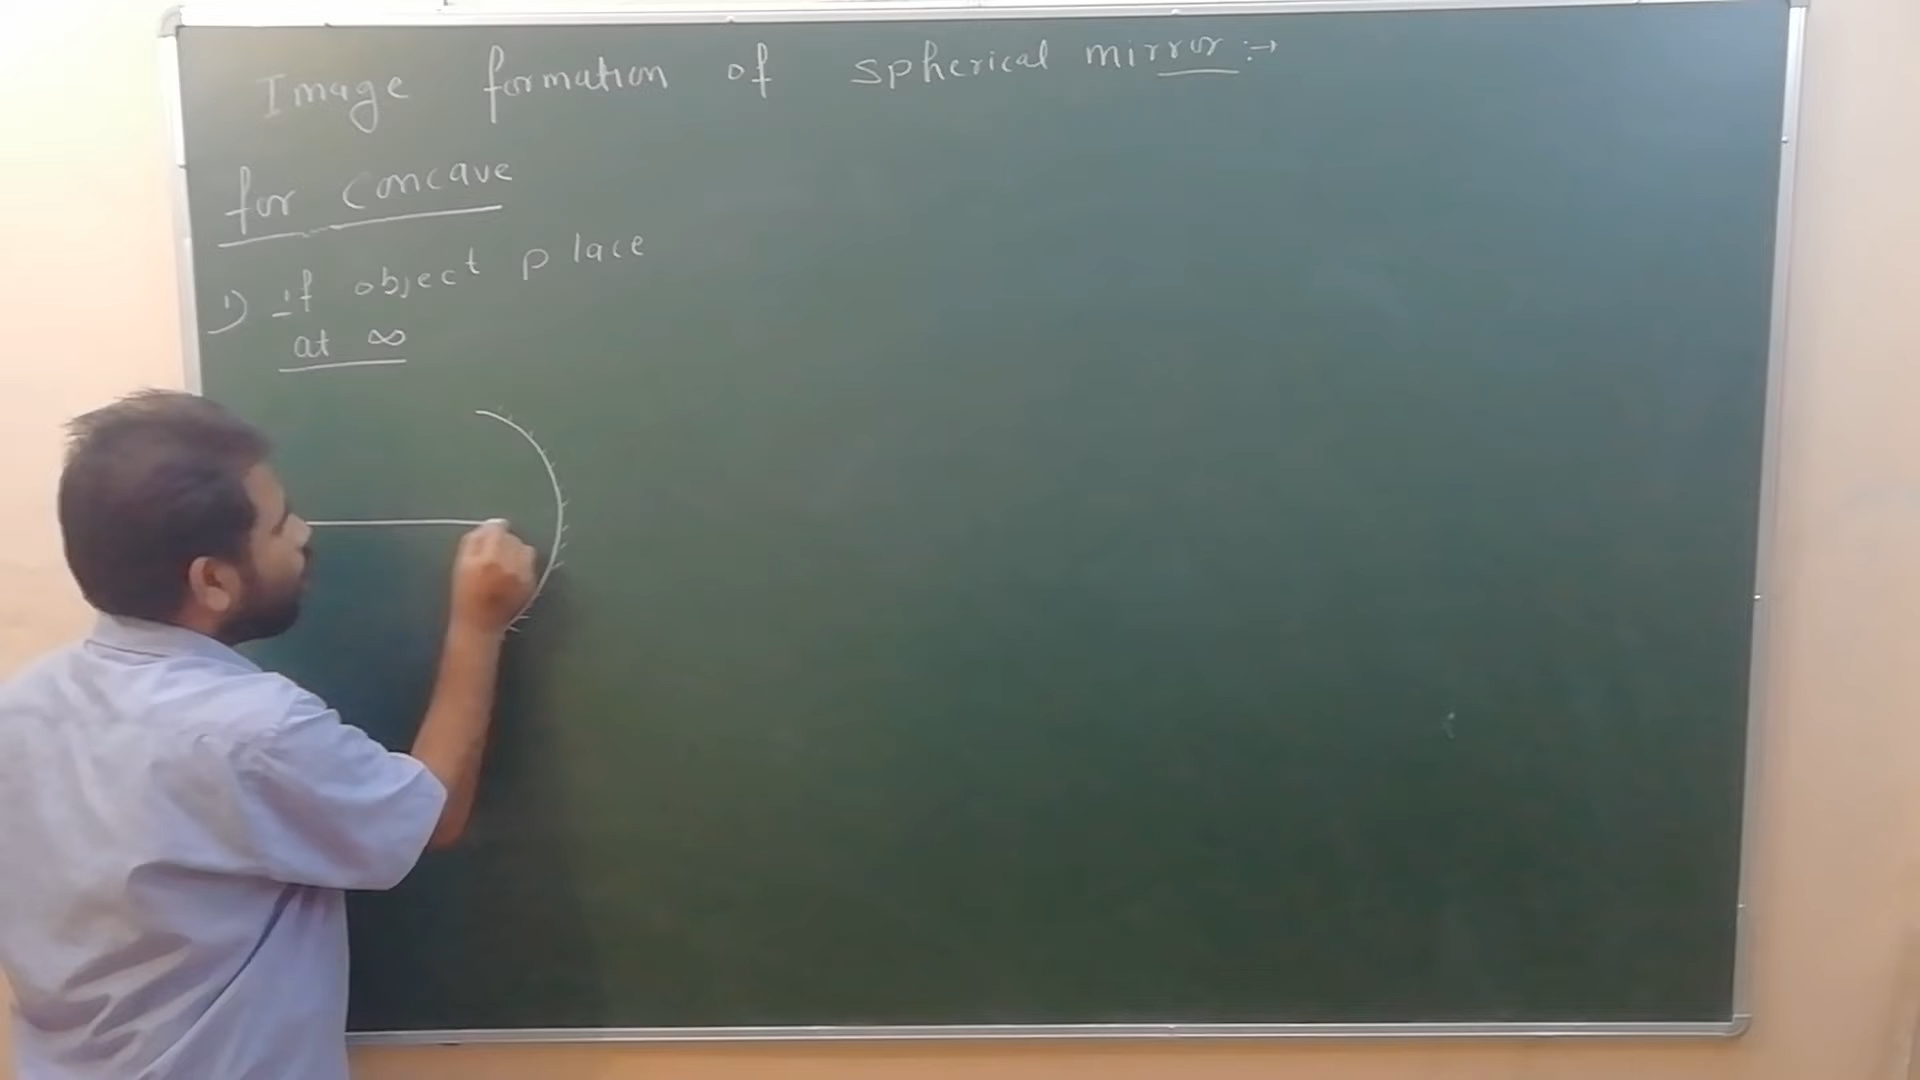 Image formation of spherical mirror :→
for concave
1) if object place
at ∞